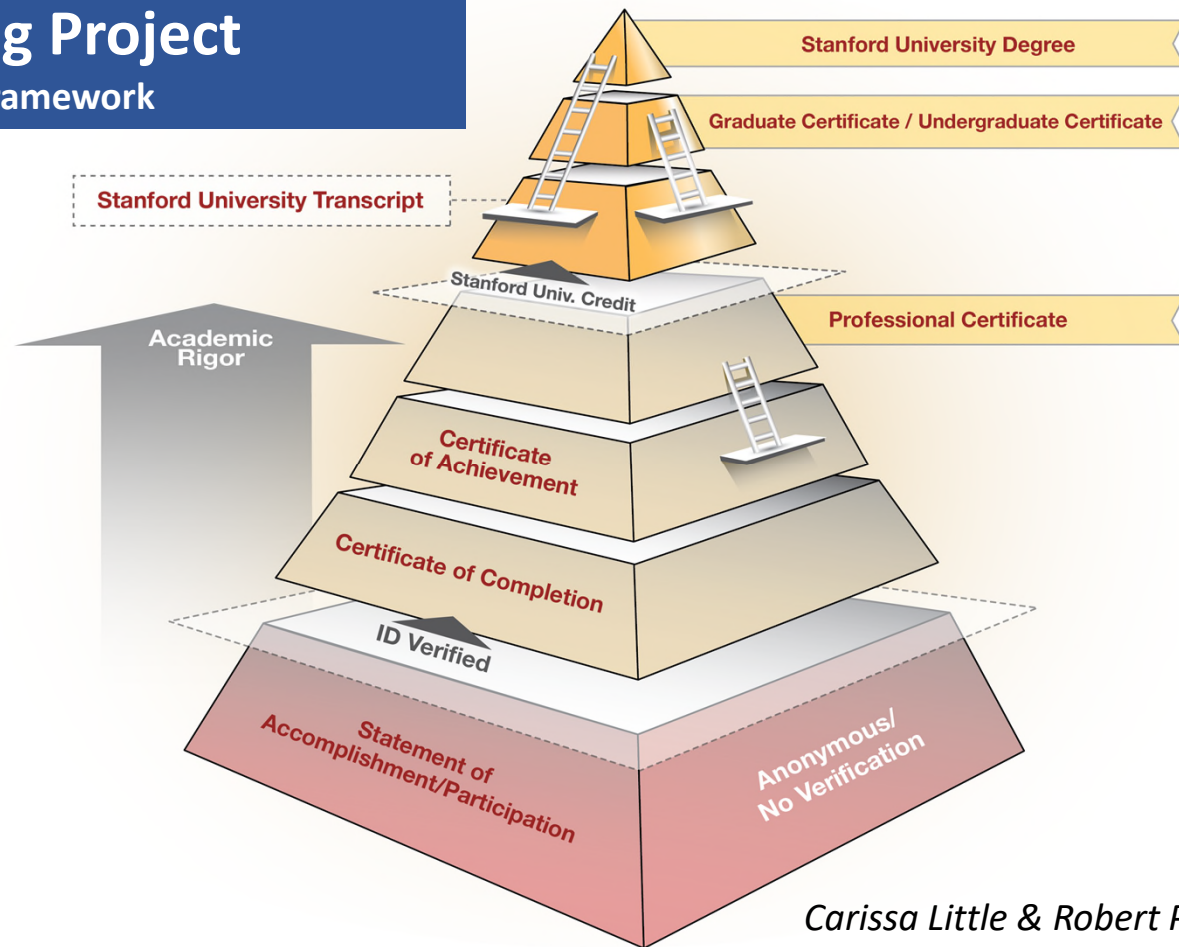 g Project
ramework
Stanford University Degree
Graduate Certificate / Undergraduate Certificate
Stanford University Transcript
Stanford Univ. Credit
Professional Certificate
Academic
Rigor
Certificate
of Achievement
Certificate of Completion
ID Verified
Statement of
Accomplishment/Participation
Anonymous/
No Verification
Carissa Little & Robert P